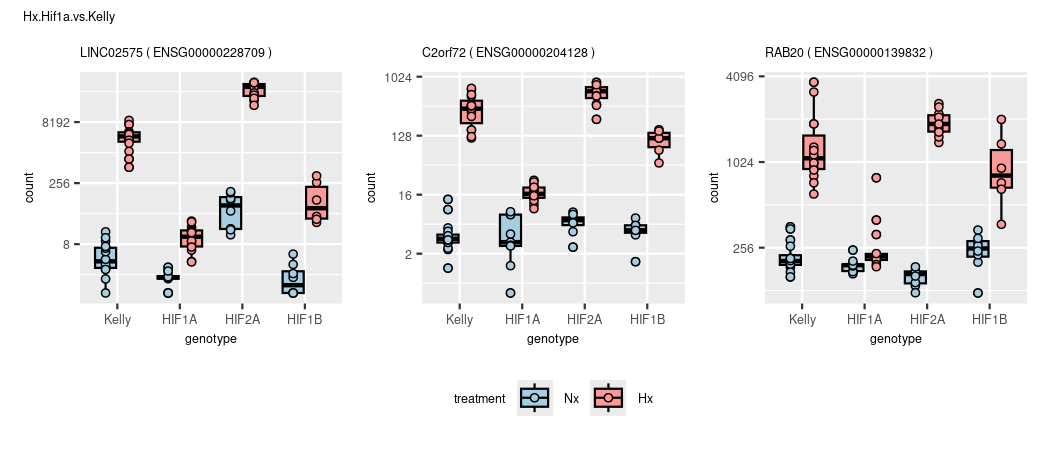 Hx.Hif1a.vs.Kelly
LINC02575 ( ENSG00000228709 )
count
8192
256
8
Kelly HIF1A HIF2A HIF1B
genotype
C2orf72 ( ENSG00000204128 )
count
1024
128
16
2
Kelly HIF1A HIF2A HIF1B
genotype
RAB20 ( ENSG00000139832 )
count
4096
1024
256
Kelly HIF1A HIF2A HIF1B
genotype
treatment Nx Hx